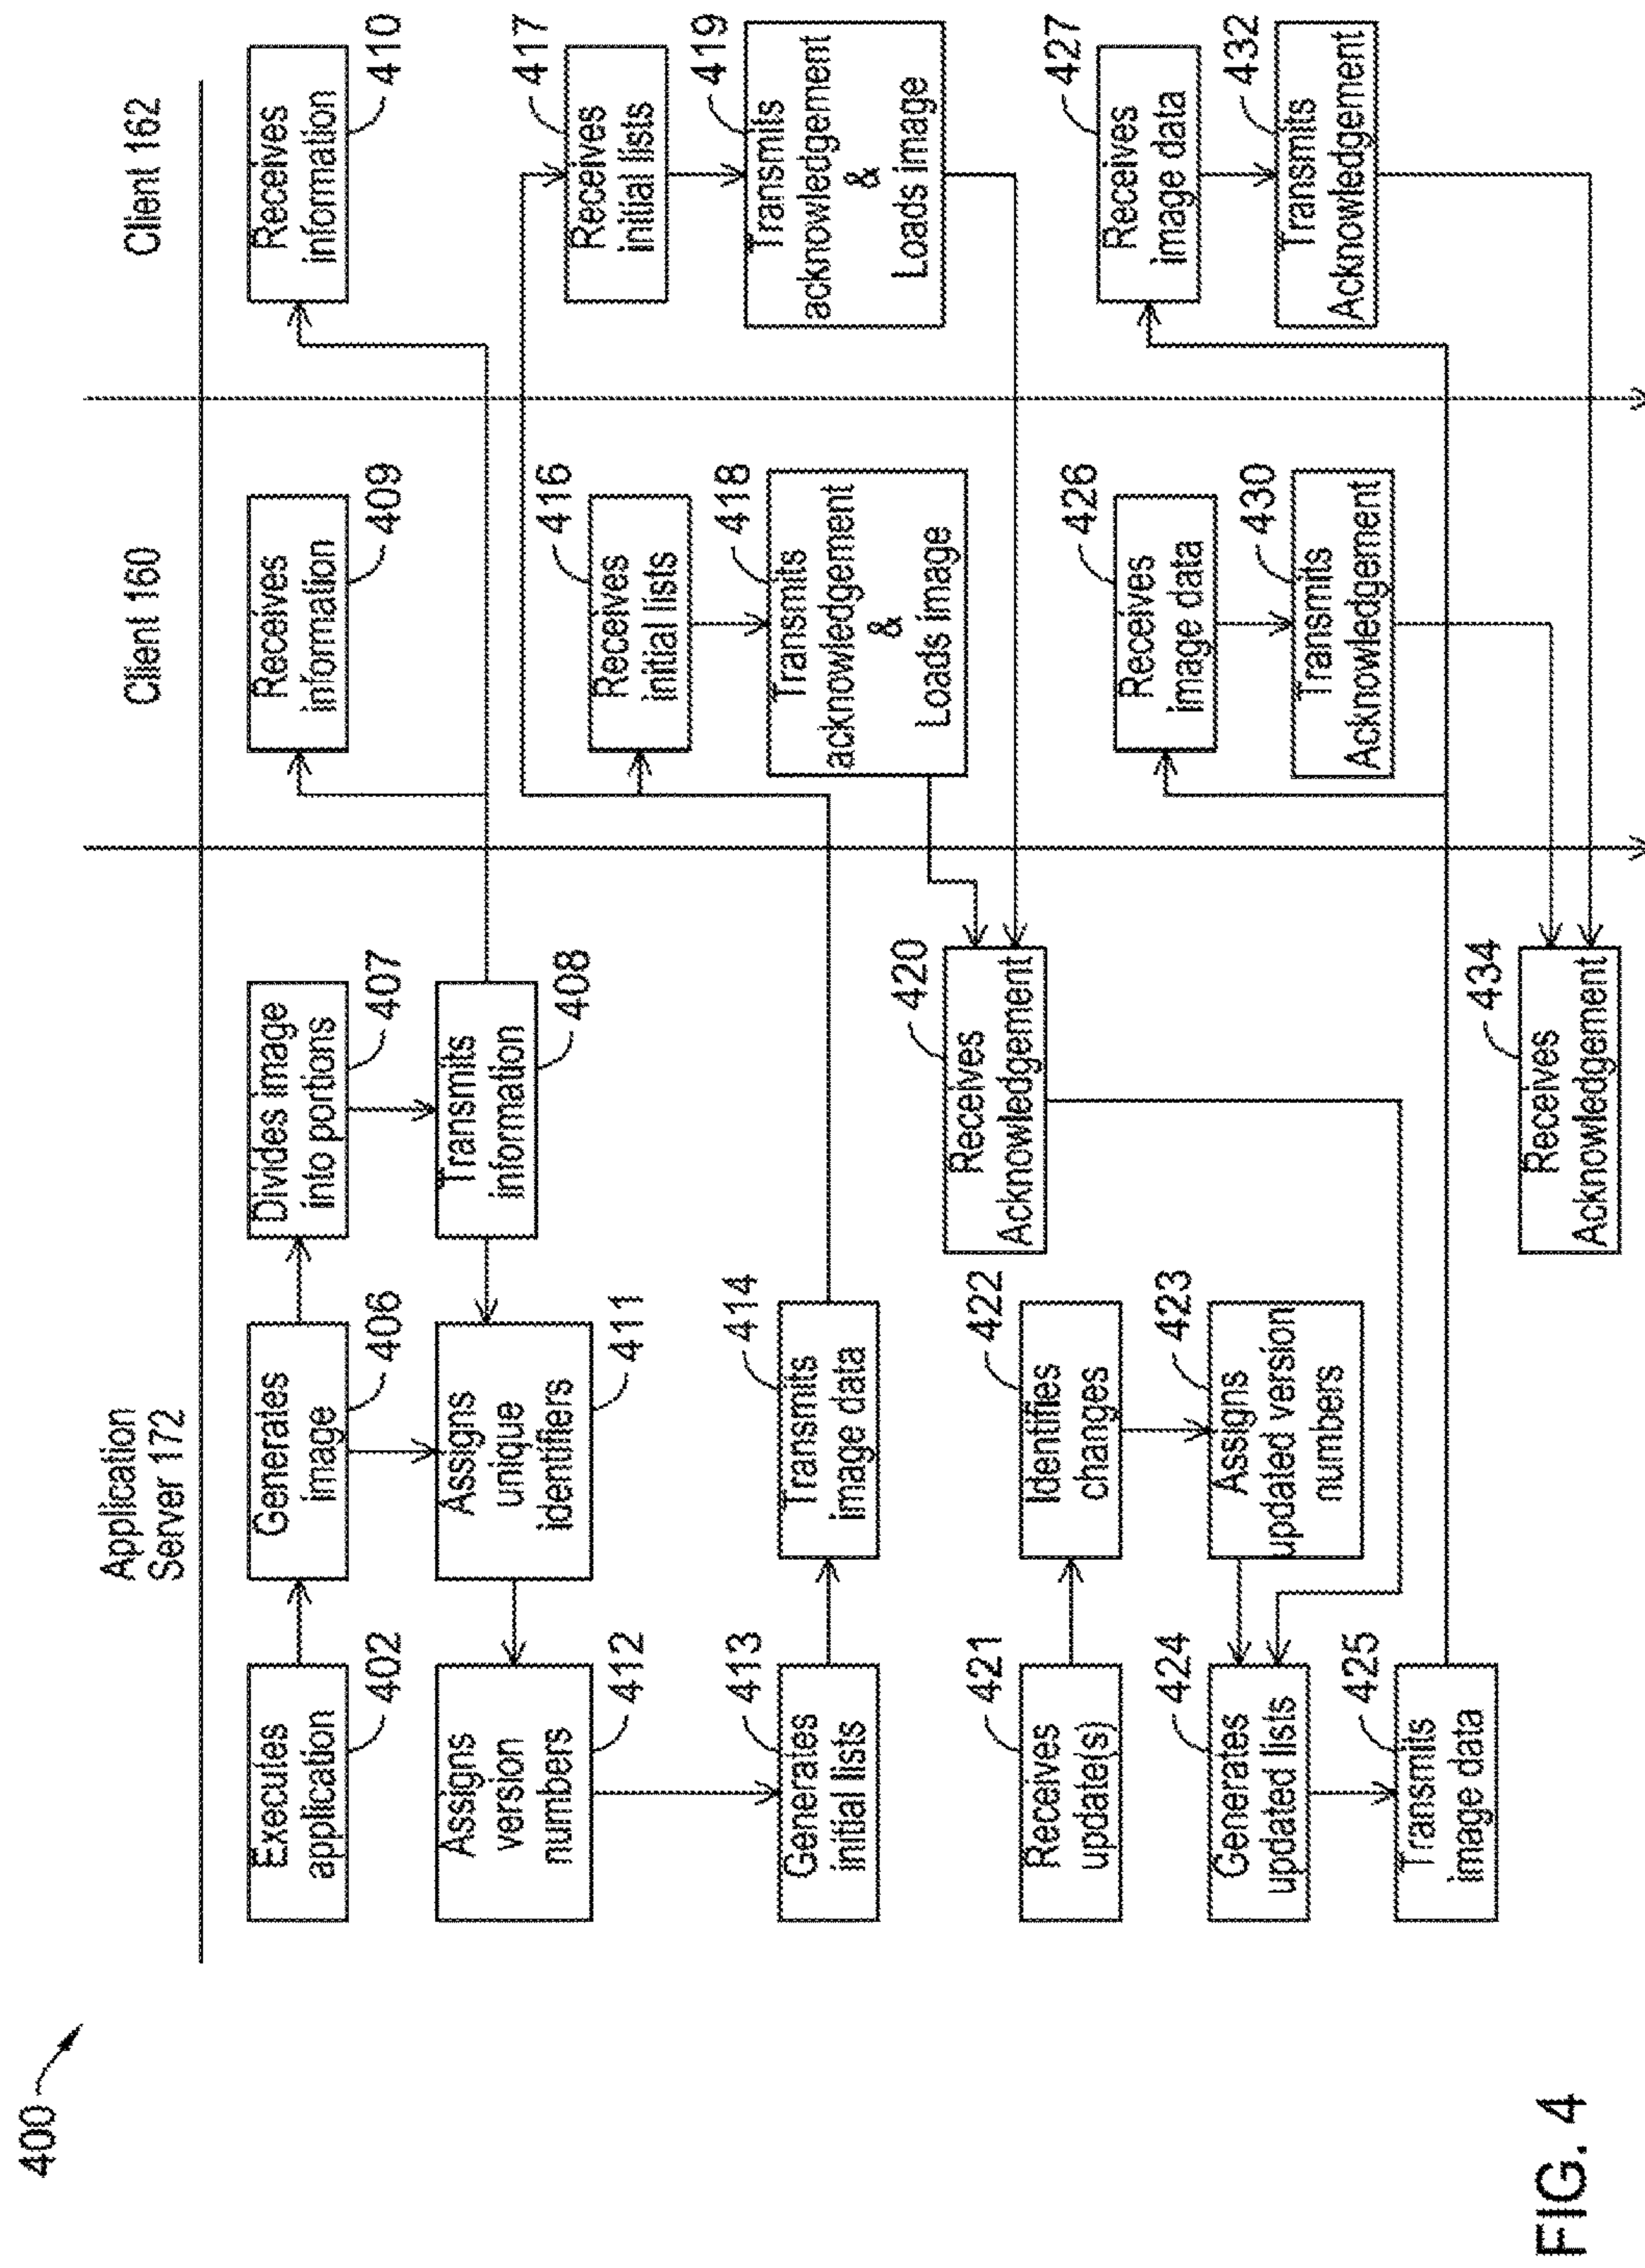 400
Application
Server 172
Client 160
Client 162
Executes
application
402
Generates
image
406
Divides image
into portions
407
Receives
information
409
Receives
information
410
Assigns
version
numbers
412
Assigns
unique
identifiers
411
Transmits
information
408
Receives
initial lists
416
Receives
initial lists
417
Generates
initial lists
413
Transmits
image data
414
Transmits
acknowledgement
&
Loads image
418
Transmits
acknowledgement
&
Loads image
419
Receives
Acknowledgement
420
Receives
update(s)
421
Identifies
changes
422
Receives
image data
426
Receives
image data
427
Generates
updated lists
424
Assigns
updated version
numbers
423
Transmits
Acknowledgement
430
Transmits
Acknowledgement
432
Transmits
image data
425
Receives
Acknowledgement
434
FIG. 4